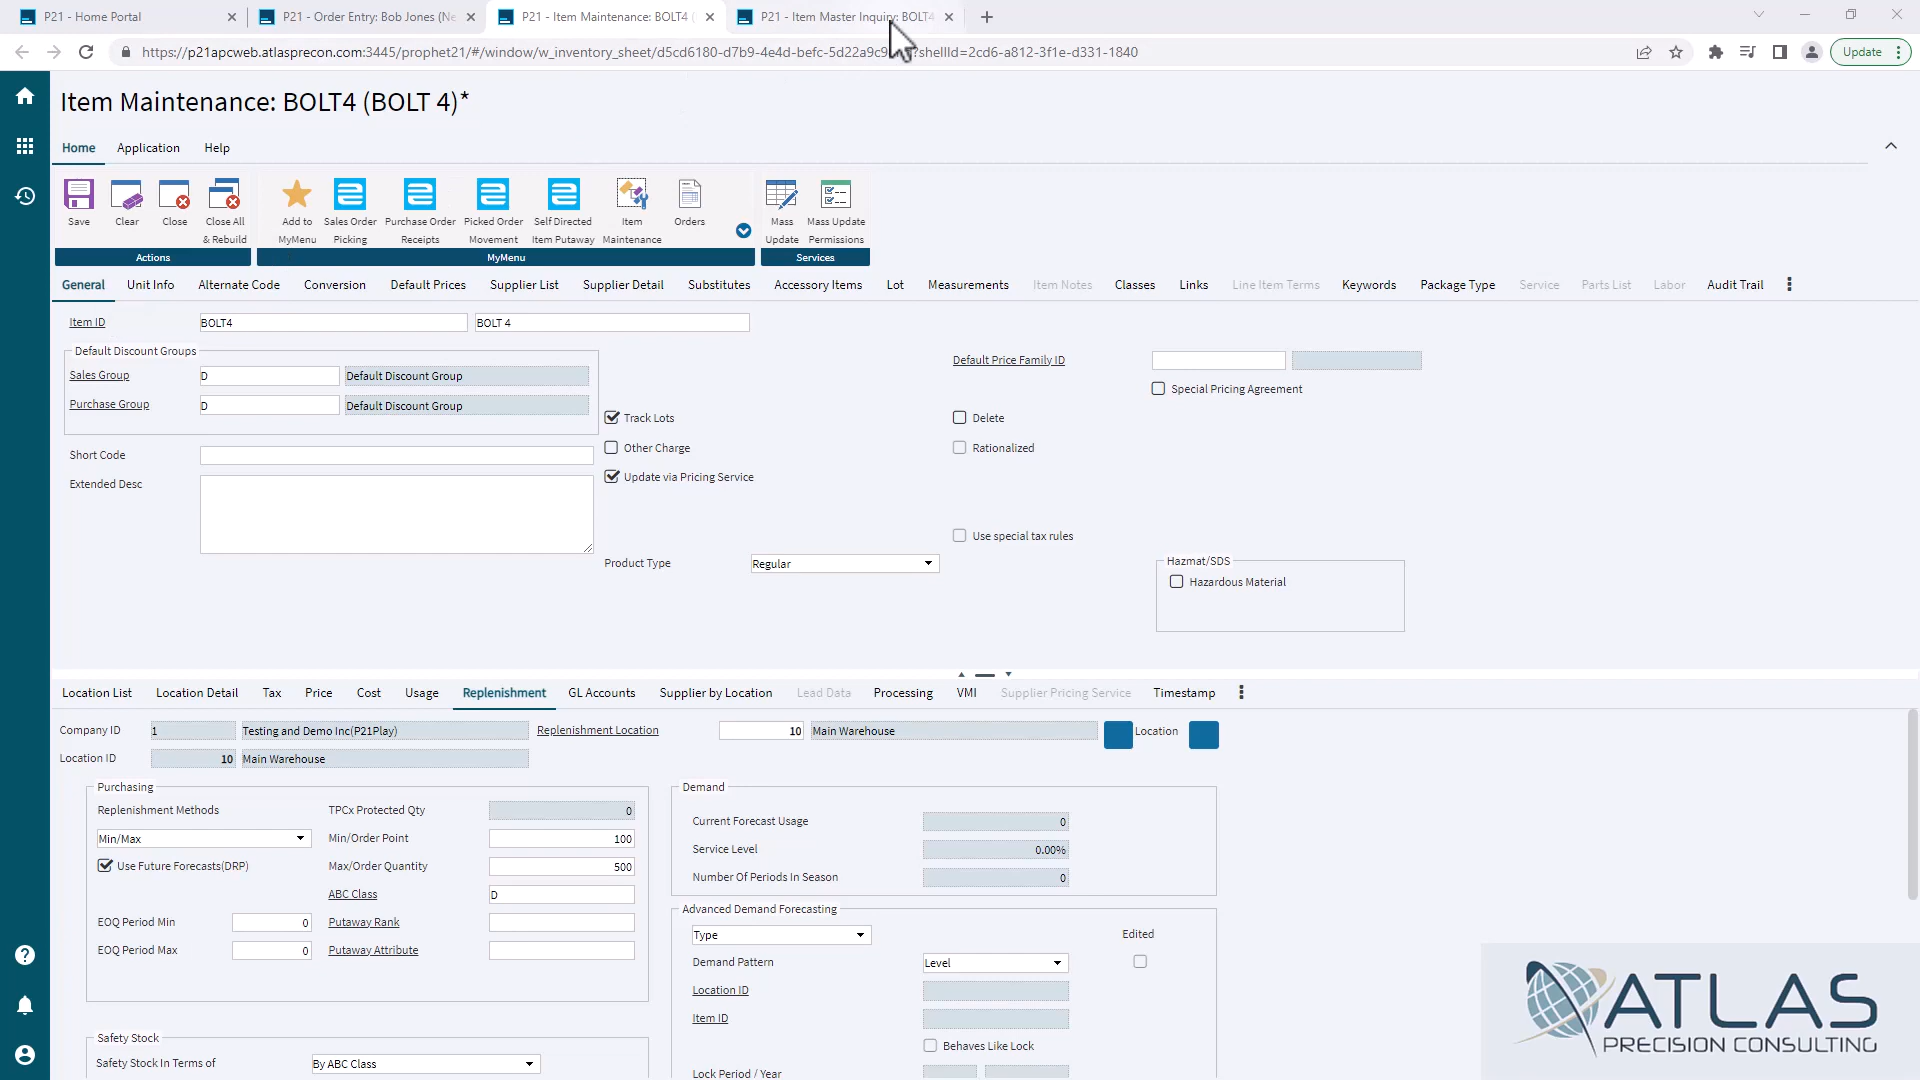 P21 - Home Portal
P21 - Order Entry: Bob Jones (Ne
P21 - Item Maintenance: BOLT4 (
P21 - Item Master Inquiry: BOLT4
https://p21apcweb.atlasprecon.com:3445/prophet21/#/window/w_inventory_sheet/d5cd6180-d7b9-4e4d-befc-5d22a9c9 ?shellId=2cd6-a812-3f1e-d331-1840
Update
Item Maintenance: BOLT4 (BOLT 4)*
Home Application Help
Save
Clear
Close
Close All & Rebuild
Add to MyMenu
Sales Order Picking
Purchase Order Receipts
Picked Order Movement
Self Directed Item Putaway
Item Maintenance
Orders
Mass Update
Mass Update Permissions
Actions MyMenu Services
General Unit Info Alternate Code Conversion Default Prices Supplier List Supplier Detail Substitutes Accessory Items Lot Measurements Item Notes Classes Links Line Item Terms Keywords Package Type Service Parts List Labor Audit Trail
Item ID BOLT4 BOLT 4
Default Discount Groups
Sales Group D Default Discount Group
Purchase Group D Default Discount Group
Default Price Family ID
Special Pricing Agreement
Track Lots Delete
Other Charge Rationalized
Short Code
Update via Pricing Service
Extended Desc
Use special tax rules
Product Type Regular
Hazmat/SDS
Hazardous Material
Location List Location Detail Tax Price Cost Usage Replenishment GL Accounts Supplier by Location Lead Data Processing VMI Supplier Pricing Service Timestamp
Company ID 1 Testing and Demo Inc(P21Play) Replenishment Location 10 Main Warehouse Location
Location ID 10 Main Warehouse
Purchasing
Replenishment Methods TPCx Protected Qty 0
Min/Max Min/Order Point 100
Use Future Forecasts(DRP) Max/Order Quantity 500
ABC Class D
EOQ Period Min 0 Putaway Rank
EOQ Period Max 0 Putaway Attribute
Demand
Current Forecast Usage 0
Service Level 0.00%
Number Of Periods In Season 0
Advanced Demand Forecasting
Type Edited
Demand Pattern Level
Location ID
Item ID
Behaves Like Lock
Lock Period / Year
Safety Stock
Safety Stock In Terms of By ABC Class
ATLAS
PRECISION CONSULTING